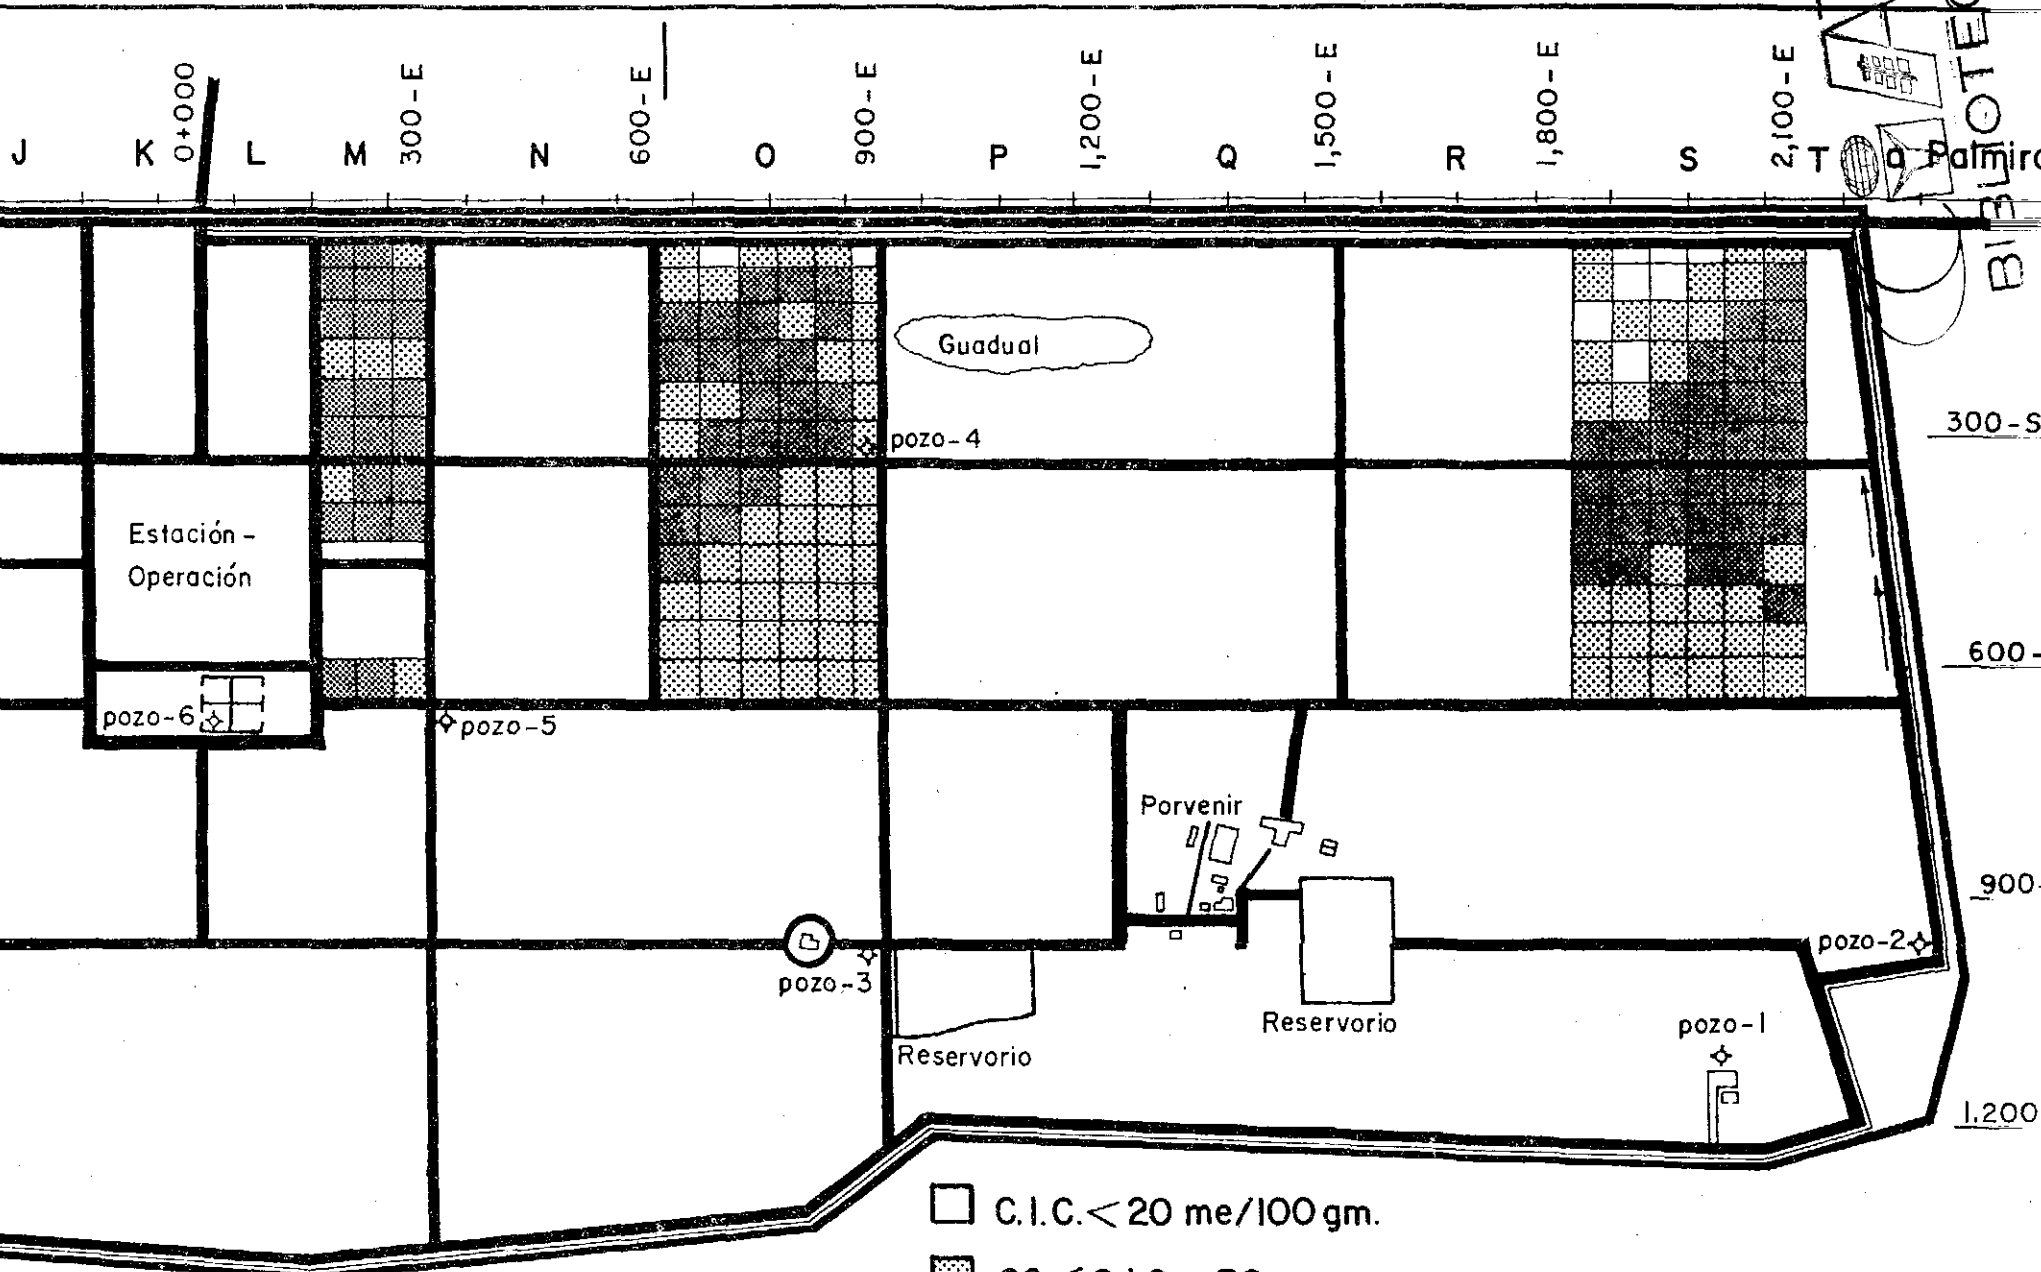 0+000
300-E
600-E
900-E
1,200-E
1,500-E
1,800-E
2,100-E
J K L M N O P Q R S T a Palmira
Guadual
pozo-4
300-S
Estación-
Operación
600-
pozo-6
pozo-5
Porvenir
900-
pozo-2
pozo-3
Reservorio
pozo-1
Reservorio
1.200
C.I.C.<20 me/100 gm.